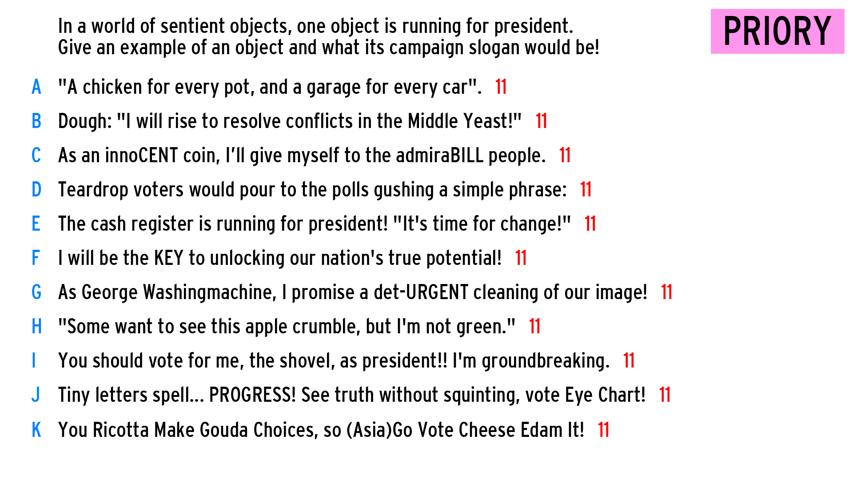 In a world of sentient objects, one object is running for president.
Give an example of an object and what its campaign slogan would be!
PRIORY
A "A chicken for every pot, and a garage for every car". 11
B Dough: "I will rise to resolve conflicts in the Middle Yeast!" 11
C As an innoCENT coin, I'll give myself to the admiraBILL people. 11
D Teardrop voters would pour to the polls gushing a simple phrase: 11
E The cash register is running for president! "It's time for change!" 11
F I will be the KEY to unlocking our nation's true potential! 11
G As George Washingmachine, I promise a det-URGENT cleaning of our image! 11
H "Some want to see this apple crumble, but I'm not green." 11
I You should vote for me, the shovel, as president!! I'm groundbreaking. 11
J Tiny letters spell... PROGRESS! See truth without squinting, vote Eye Chart! 11
K You Ricotta Make Gouda Choices, so (Asia)Go Vote Cheese Edam It! 11